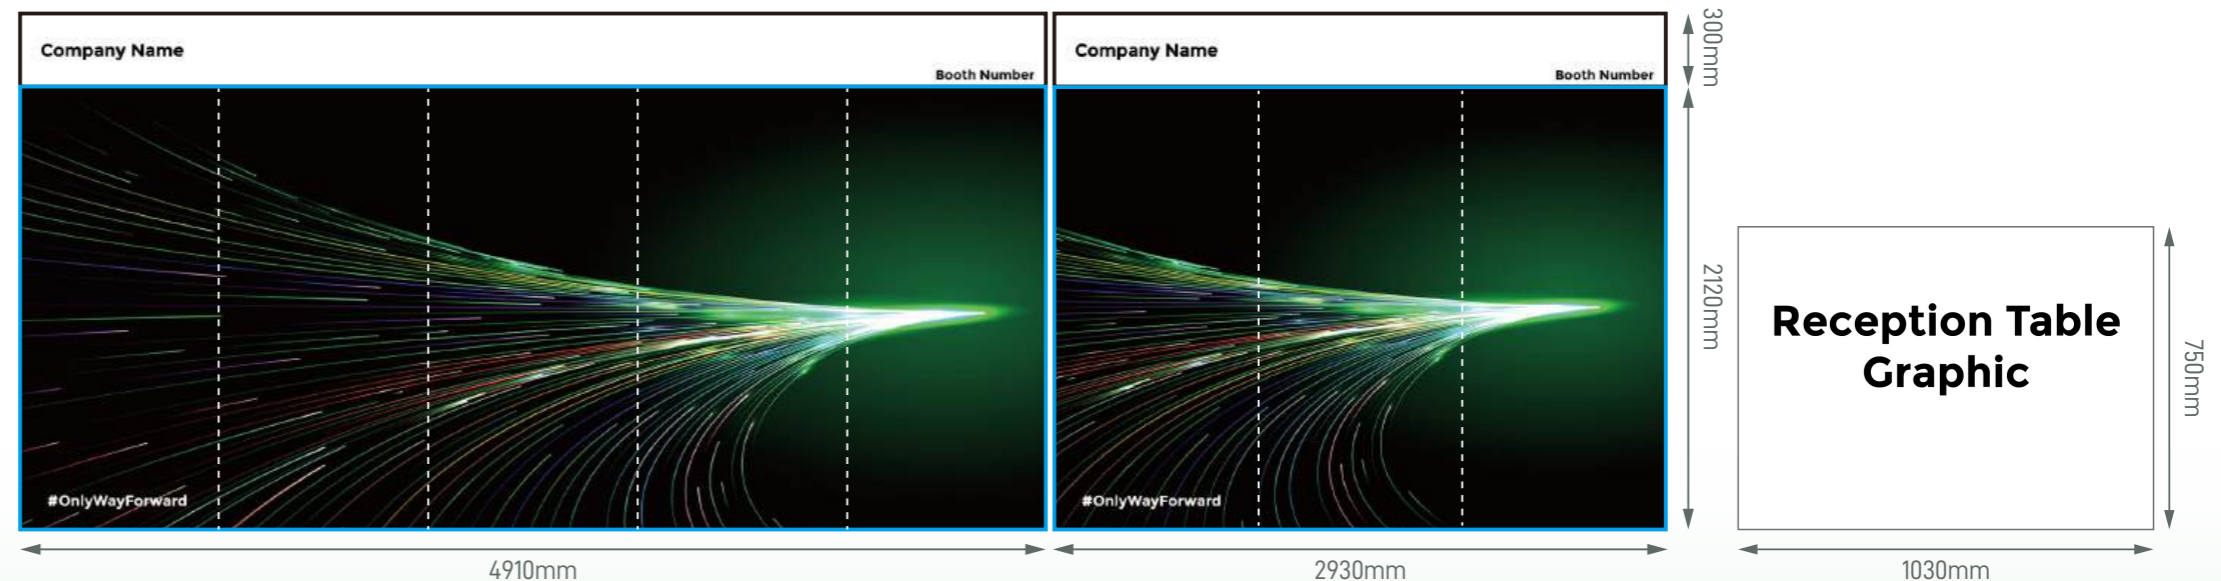 Company Name
Booth Number
#OnlyWayForward
4910mm
Company Name
Booth Number
#OnlyWayForward
2930mm
300mm
2120mm
Reception Table
Graphic
750mm
1030mm